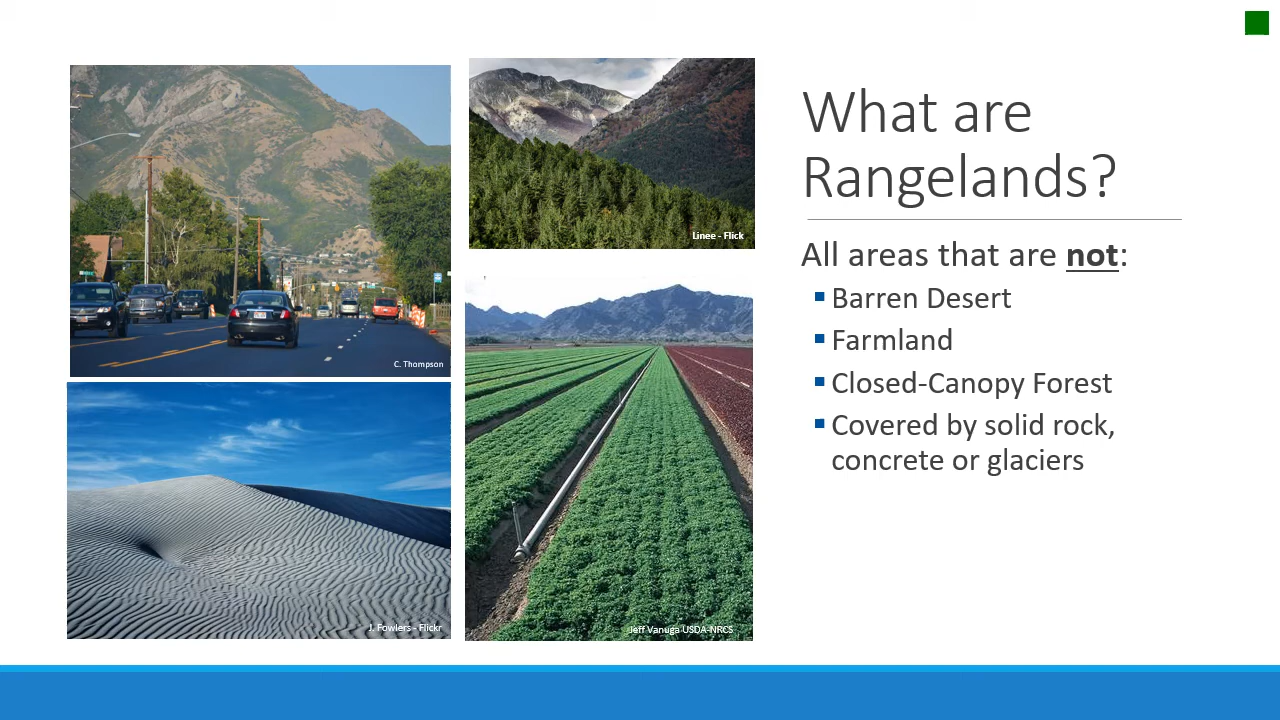 What are
Rangelands?
All areas that are not:
▪ Barren Desert
▪ Farmland
▪ Closed-Canopy Forest
▪ Covered by solid rock,
concrete or glaciers
C. Thompson
Linee - Flick
J. Fowlers - Flickr
Jeff Vanuga USDA-NRCS